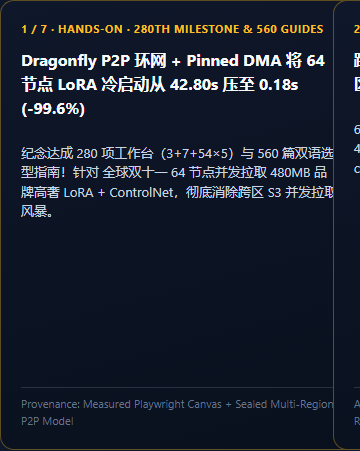 1 / 7 · HANDS-ON · 280TH MILESTONE & 560 GUIDES
Dragonfly P2P 环网 + Pinned DMA 将 64
节点 LoRA 冷启动从 42.80s 压至 0.18s
(-99.6%)
纪念达成 280 项工作台（3+7+54×5）与 560 篇双语选
型指南！针对 全球双十一 64 节点并发拉取 480MB 品
牌高奢 LoRA + ControlNet，彻底消除跨区 S3 并发拉取
风暴。
Provenance: Measured Playwright Canvas + Sealed Multi-Region
P2P Model